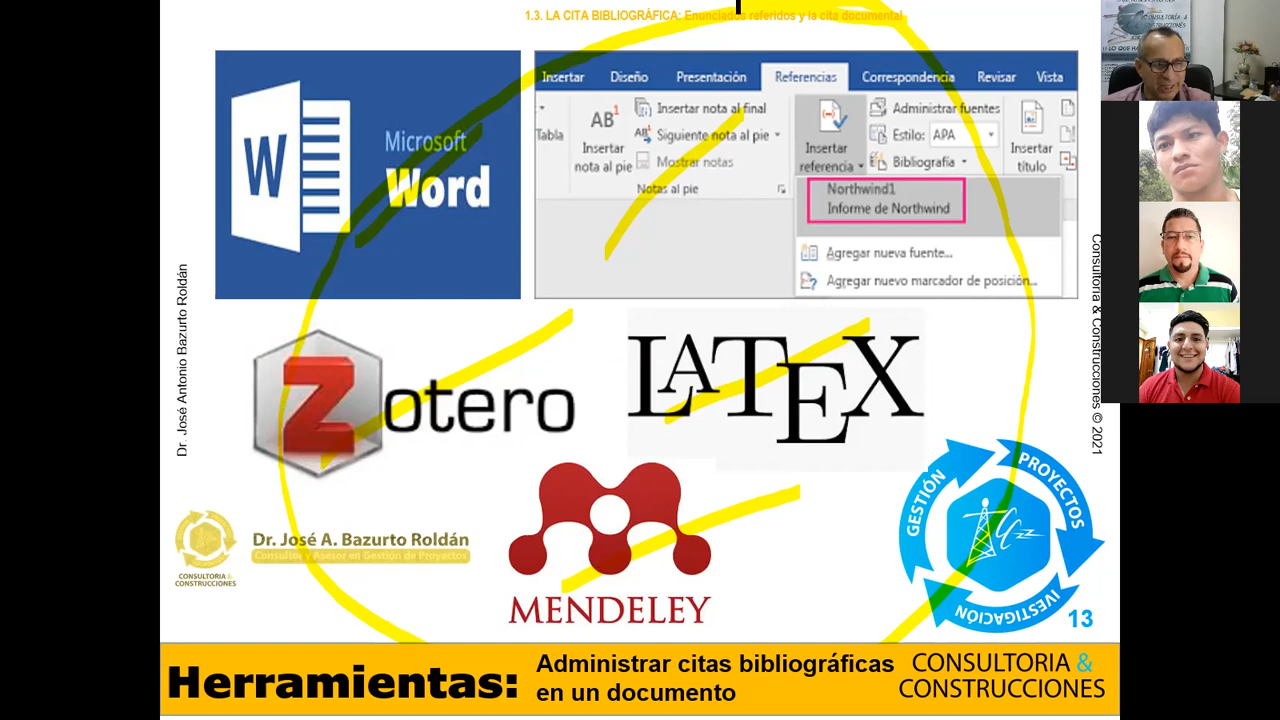 1.3. LA CITA BIBLIOGRÁFICA: Enunciados referidos y la cita documental
W
Microsoft
Word
Insertar Diseño Presentación Referencias Correspondencia Revisar Vista
Tabla
AB1
Insertar
nota al pie
Insertar nota al final
Siguiente nota al pie
Mostrar notas
Notas al pie
Insertar
referencia
Administrar fuentes
Estilo: APA
Bibliografía
Insertar
título
Northwind1
Informe de Northwind
Agregar nueva fuente...
Agregar nuevo marcador de posición...
Dr. José Antonio Bazurto Roldán
Consultoria & Construcciones © 2021
Zotero
LATEX
MENDELEY
Dr. José A. Bazurto Roldán
Consultor y Asesor en Gestión de Proyectos
CONSULTORIA &
CONSTRUCCIONES
GESTIÓN
PROYECTOS
IVESTIGACIÓN
13
Herramientas:
Administrar citas bibliográficas
en un documento
CONSULTORIA &
CONSTRUCCIONES